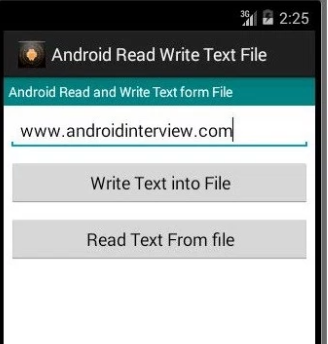 3G 2:25
Android Read Write Text File
Android Read and Write Text form File
www.androidinterview.com
Write Text into File
Read Text From file